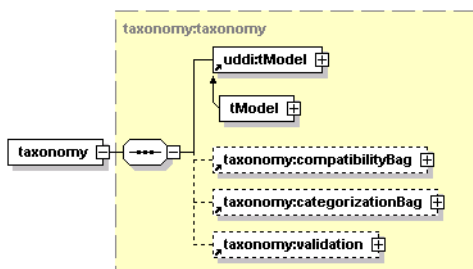 taxonomy:taxonomy
uddi:tModel
tModel
taxonomy
taxonomy:compatibilityBag
taxonomy:categorizationBag
taxonomy:validation